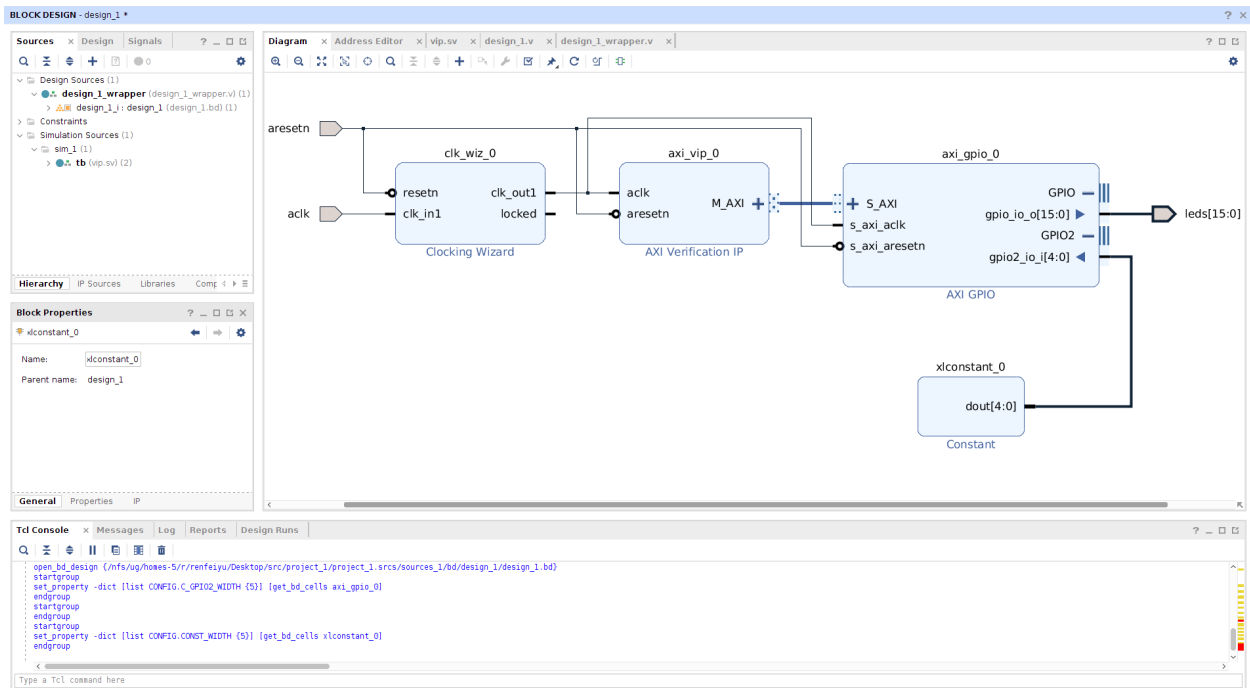 BLOCK DESIGN - design_1 *
Sources Design Signals
0
Design Sources (1)
design_1_wrapper (design_1_wrapper.v) (1)
design_1_i : design_1 (design_1.bd) (1)
Constraints
Simulation Sources (1)
sim_1 (1)
tb (vip.sv) (2)
Hierarchy IP Sources Libraries Comp
Block Properties
xlconstant_0
Name: xlconstant_0
Parent name: design_1
General Properties IP
Diagram Address Editor vip.sv design_1.v design_1_wrapper.v
aresetn
aclk
clk_wiz_0
resetn clk_out1
clk_in1 locked
Clocking Wizard
axi_vip_0
aclk
M_AXI
aresetn
AXI Verification IP
axi_gpio_0
GPIO
S_AXI
gpio_io_o[15:0]
s_axi_aclk
GPIO2
s_axi_aresetn
gpio2_io_i[4:0]
AXI GPIO
leds[15:0]
xlconstant_0
dout[4:0]
Constant
Tcl Console Messages Log Reports Design Runs
open_bd_design {/nfs/ug/homes-5/r/renfeiyu/Desktop/src/project_1/project_1.srcs/sources_1/bd/design_1/design_1.bd}
startgroup
set_property -dict [list CONFIG.C_GPIO2_WIDTH {5}] [get_bd_cells axi_gpio_0]
endgroup
startgroup
endgroup
startgroup
set_property -dict [list CONFIG.CONST_WIDTH {5}] [get_bd_cells xlconstant_0]
endgroup
Type a Tcl command here